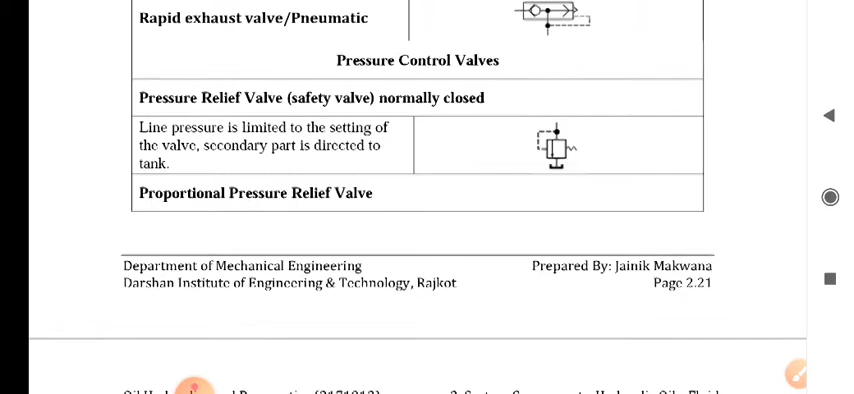 Rapid exhaust valve/Pneumatic
Pressure Control Valves
Pressure Relief Valve (safety valve) normally closed
Line pressure is limited to the setting of
the valve, secondary part is directed to
tank.
Proportional Pressure Relief Valve
Department of Mechanical Engineering
Prepared By: Jainik Makwana
Darshan Institute of Engineering & Technology, Rajkot
Page 2.21